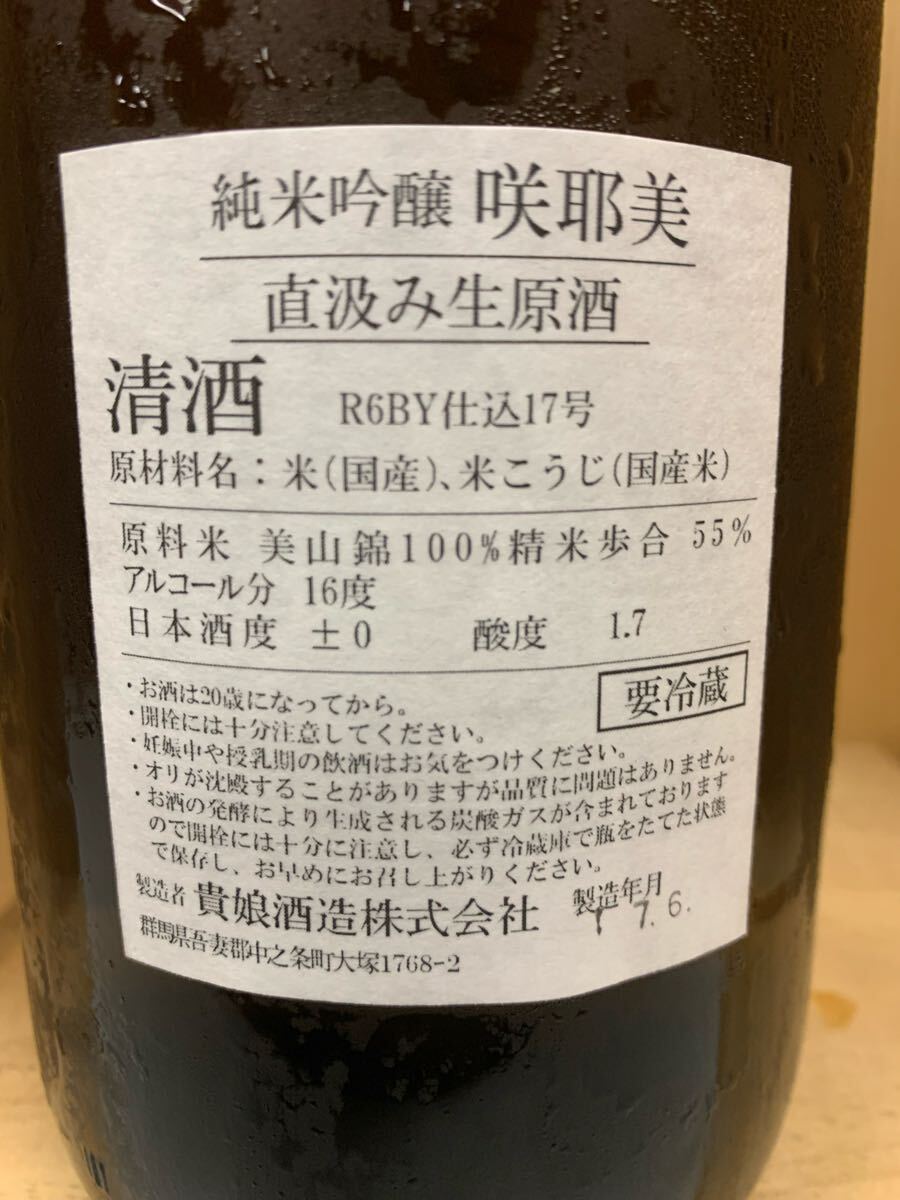 純米吟醸 咲耶美
直汲み生原酒
清酒 R6BY仕込17号
原材料名：米(国産)、米こうじ(国産米)
原料米 美山錦100%精米歩合 55%
アルコール分 16度
日本酒度 ±0 酸度 1.7
要冷蔵
・お酒は20歳になってから。
・開栓には十分注意してください。
・妊娠中や授乳期の飲酒はお気をつけください。
・オリが沈殿することがありますが品質に問題はありません。
・お酒の発酵により生成される炭酸ガスが含まれております
ので開栓には十分に注意し、必ず冷蔵庫で瓶をたてた状態
で保存し、お早めにお召し上がりください。
製造者 貴娘酒造株式会社 製造年月
7.6.
群馬県吾妻郡中之条町大塚1768-2